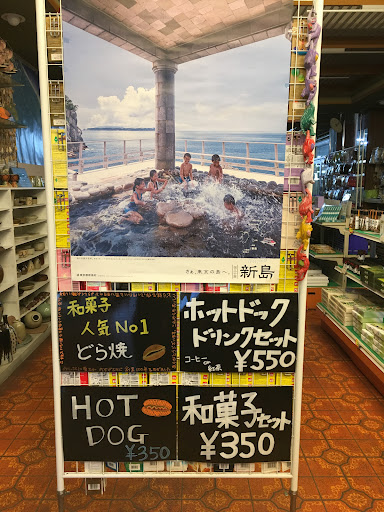 さぁ、東京の島へ。
新島
和菓子
人気No1
どら焼
ホットドック
ドリンクセット
コーヒー
紅茶
¥550
HOT
DOG
¥350
和菓子セット
¥350